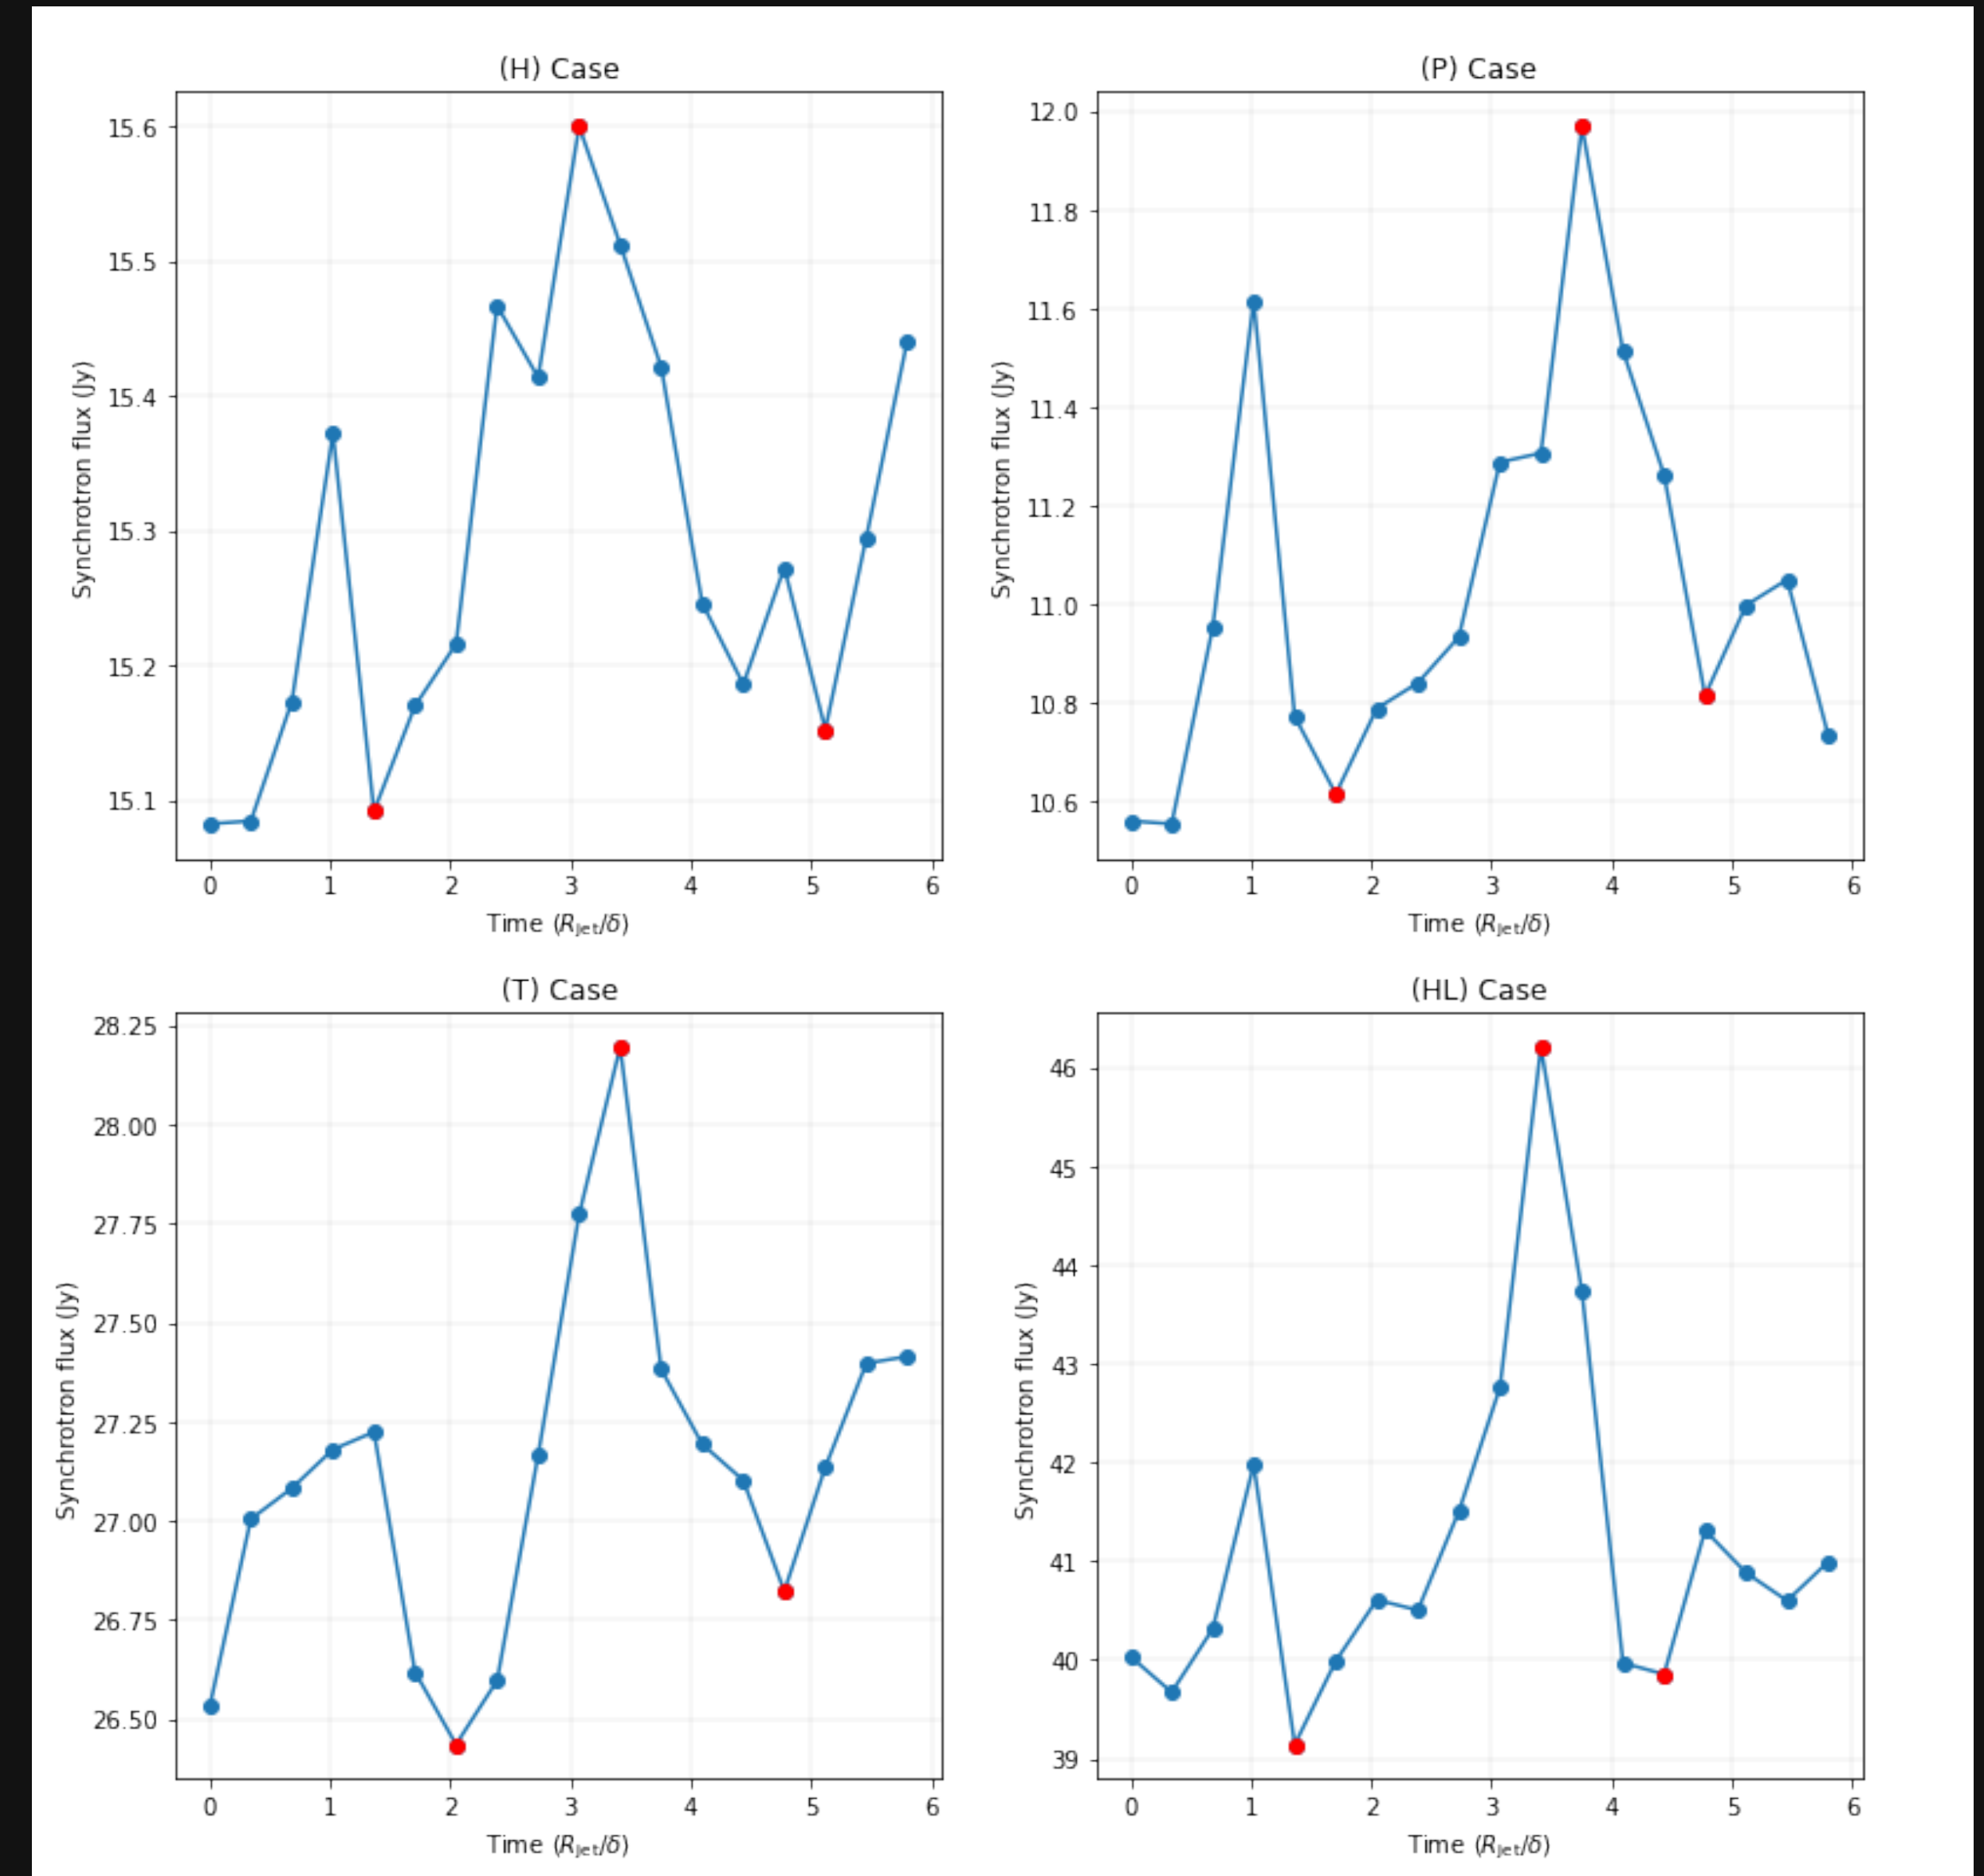 (H) Case
15.6
15.5
15.4
15.3
15.2
15.1
Synchrotron flux (Jy)
0 1 2 3 4 5 6
Time (R_Jet/δ)
(P) Case
12.0
11.8
11.6
11.4
11.2
11.0
10.8
10.6
Synchrotron flux (Jy)
0 1 2 3 4 5 6
Time (R_Jet/δ)
(T) Case
28.25
28.00
27.75
27.50
27.25
27.00
26.75
26.50
Synchrotron flux (Jy)
0 1 2 3 4 5 6
Time (R_Jet/δ)
(HL) Case
46
45
44
43
42
41
40
39
Synchrotron flux (Jy)
0 1 2 3 4 5 6
Time (R_Jet/δ)